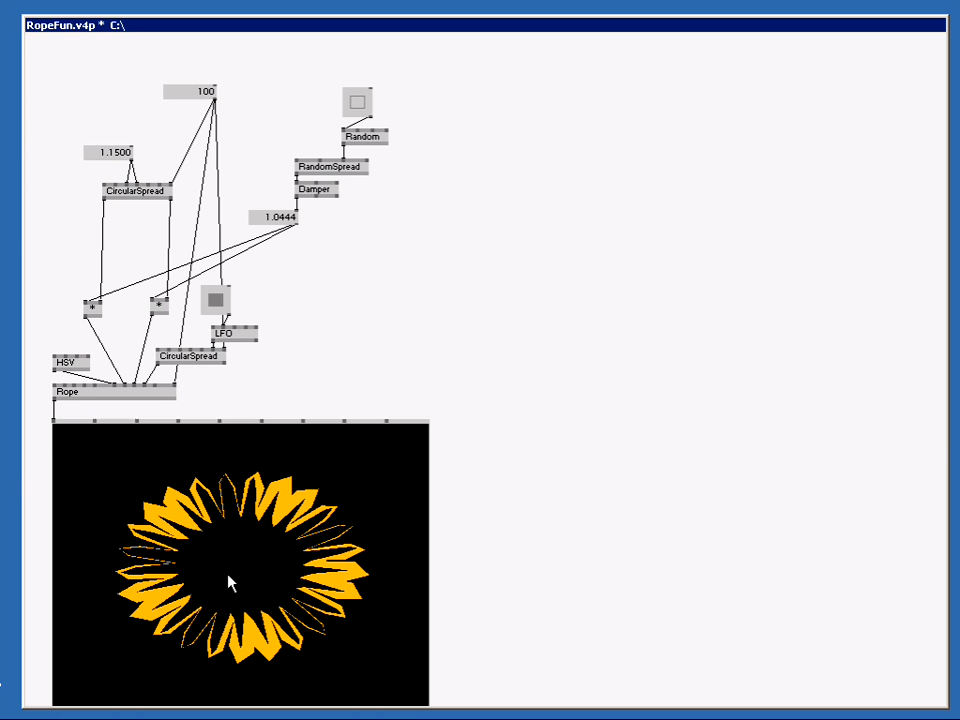 RopeFun.v4p * C:\
100
Random
1.1500
RandomSpread
CircularSpread
Damper
1.0444
*
*
LFO
CircularSpread
HSV
Rope